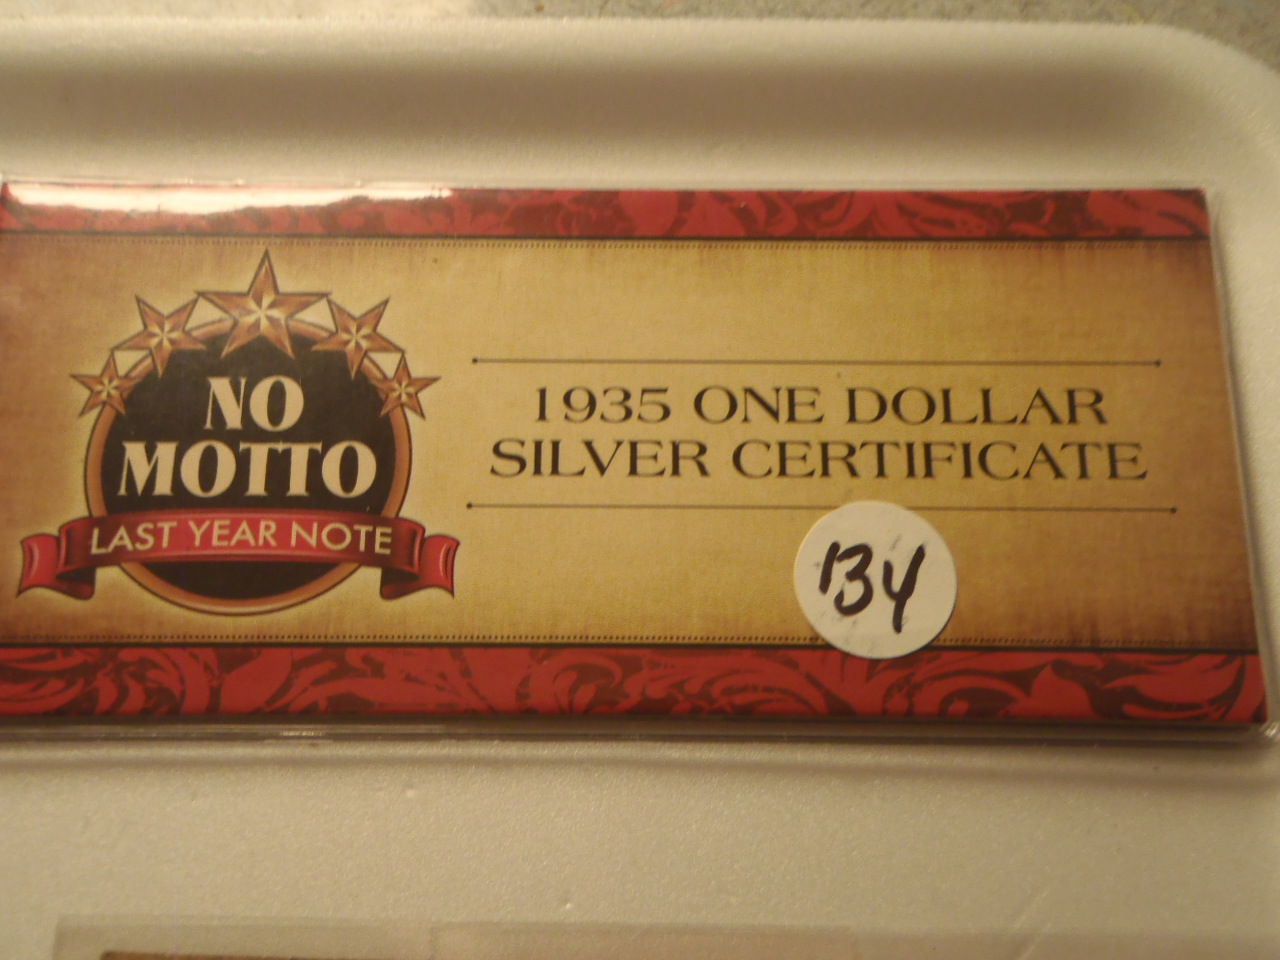 NO
MOTTO
LAST YEAR NOTE
1935 ONE DOLLAR
SILVER CERTIFICATE
134